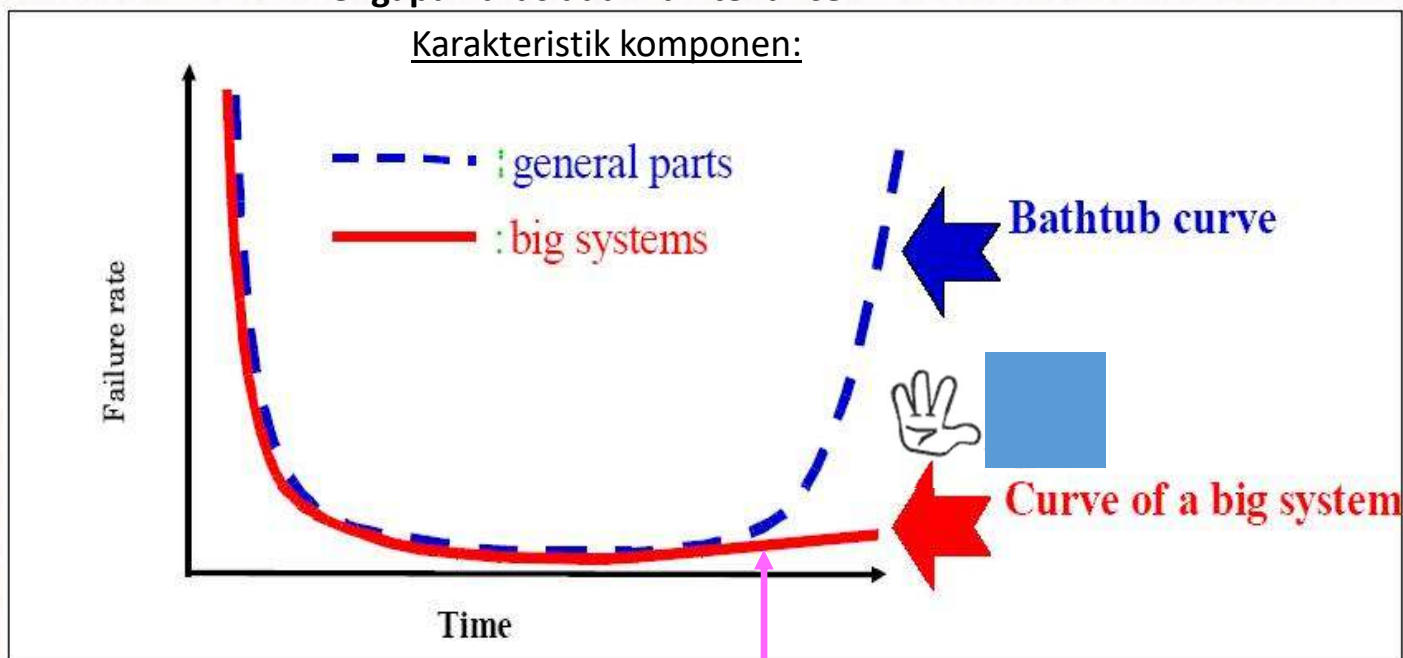 Karakteristik komponen:
: general parts
: big systems
Bathtub curve
Failure rate
Curve of a big system
Time